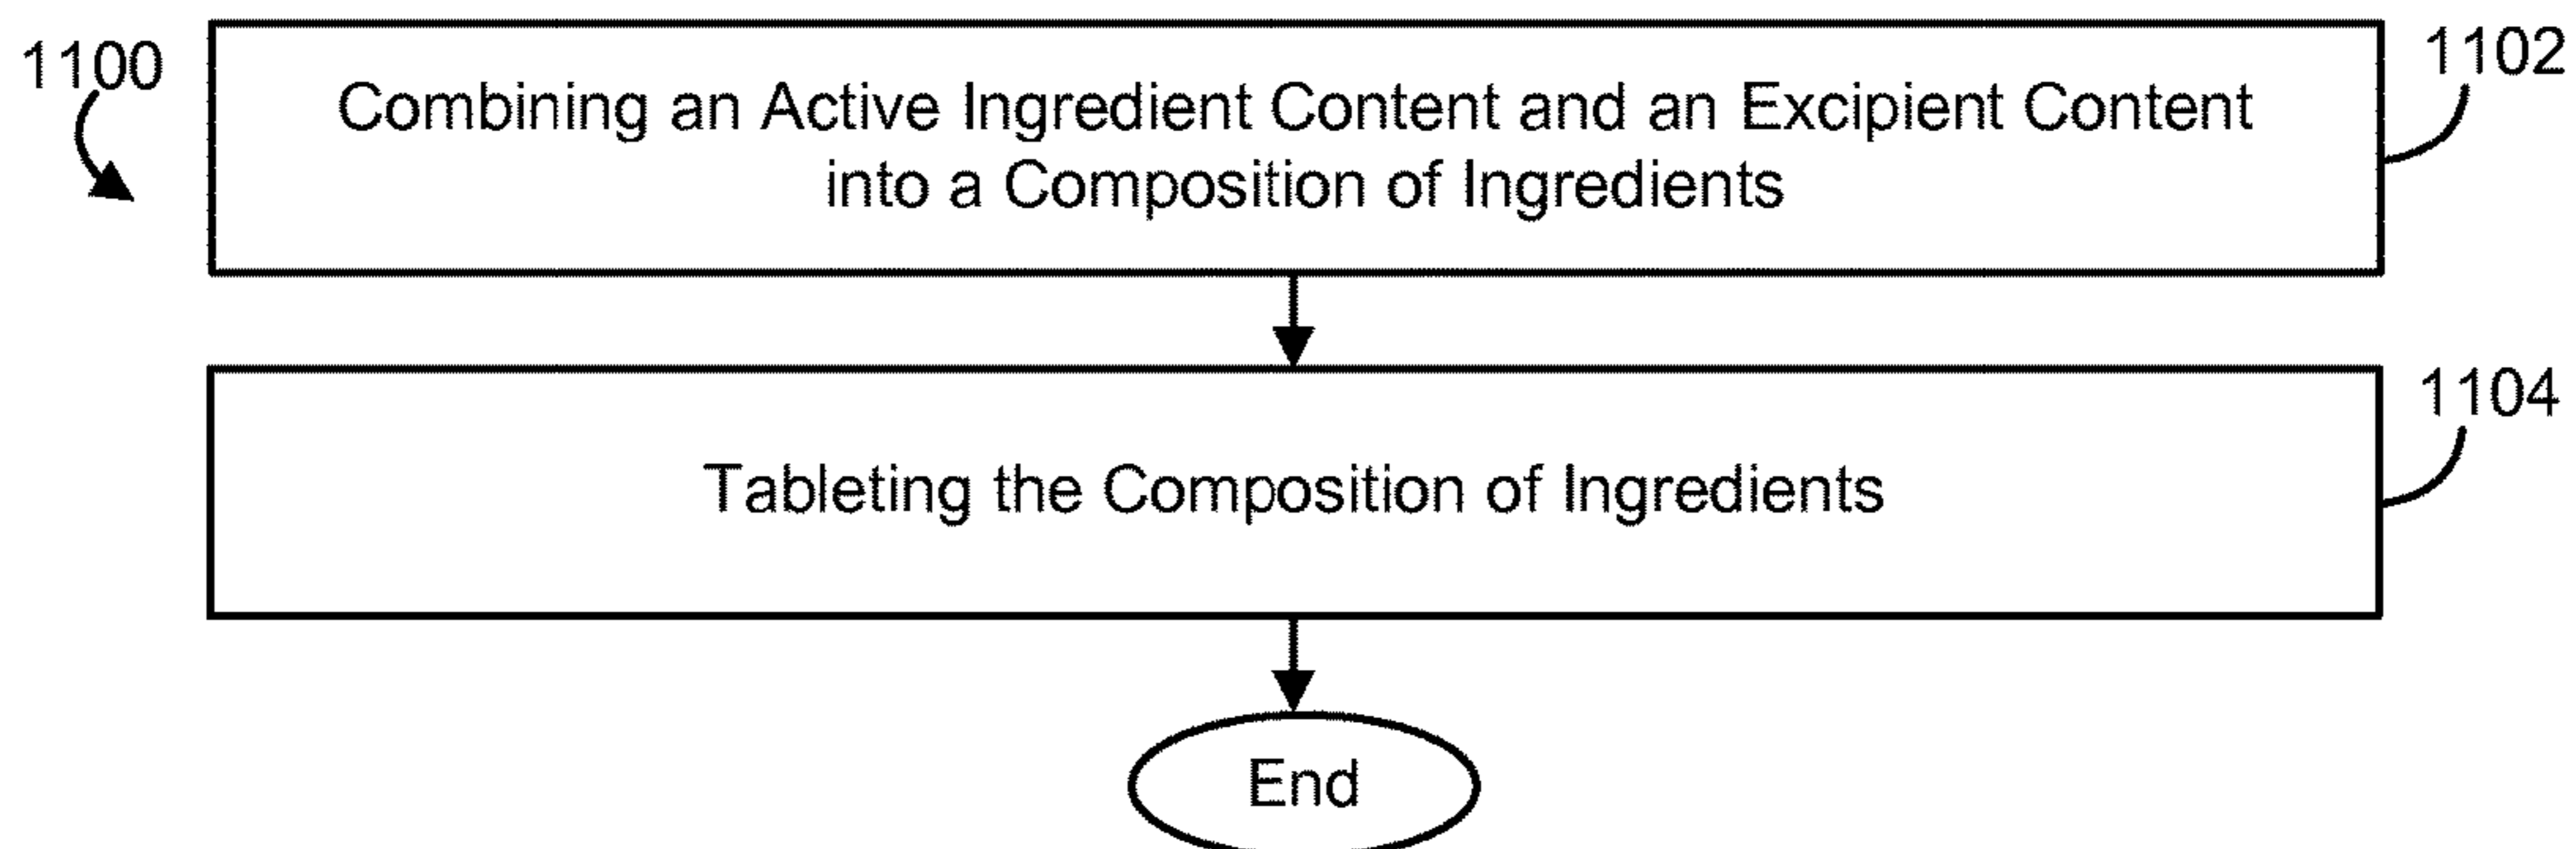 1100
Combining an Active Ingredient Content and an Excipient Content
into a Composition of Ingredients
1102
Tableting the Composition of Ingredients
1104
End